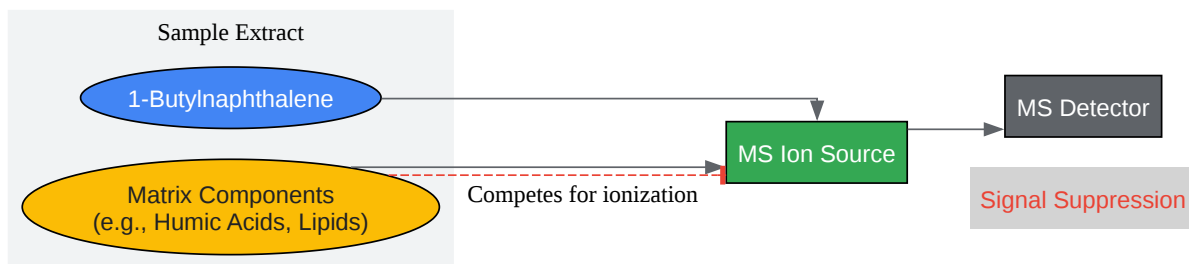 Sample Extract
1-Butylnaphthalene
MS Detector
MS Ion Source
Matrix Components
(e.g., Humic Acids, Lipids)
Competes for ionization
Signal Suppression